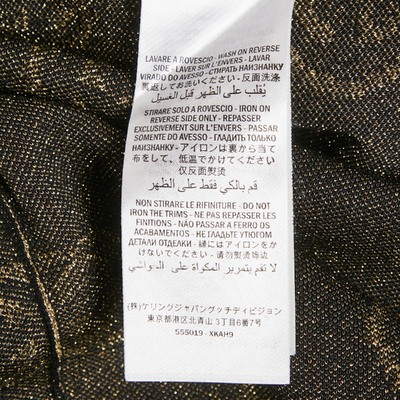 LAVARE A ROVESCIO - WASH ON REVERSE
SIDE - LAVER SUR L'ENVERS - LAVAR
VIRADO DO AVESSO - СТИРАТЬ НАИЗНАНКУ
裏返してお洗濯してください - 反面洗涤
يُقلب على الظهر قبل الغسيل
STIRARE SOLO A ROVESCIO - IRON ON
REVERSE SIDE ONLY - REPASSER
EXCLUSIVEMENT SUR L'ENVERS - PASSAR
SOMENTE DO AVESSO - ГЛАДИТЬ ТОЛЬКО
НАИЗНАНКУ - アイロンは裏から当て
布をして、低温でかけてください
仅反面熨烫
قم بالكي فقط على الظهر
NON STIRARE LE RIFINITURE - DO NOT
IRON THE TRIMS - NE PAS REPASSER LES
FINITIONS - NÃO PASSAR A FERRO OS
ACABAMENTOS - НЕ ГЛАДЬТЕ УТЮГОМ
ДЕТАЛИ ОТДЕЛКИ - 縁にはアイロンをか
けないでください - 请勿熨烫饰边
لا تقم بتمرير المكواة على الحواشي
(株)ケリングジャパングッチディビジョン
東京都北区青山 3丁目6番1号
555019 - XKAH9